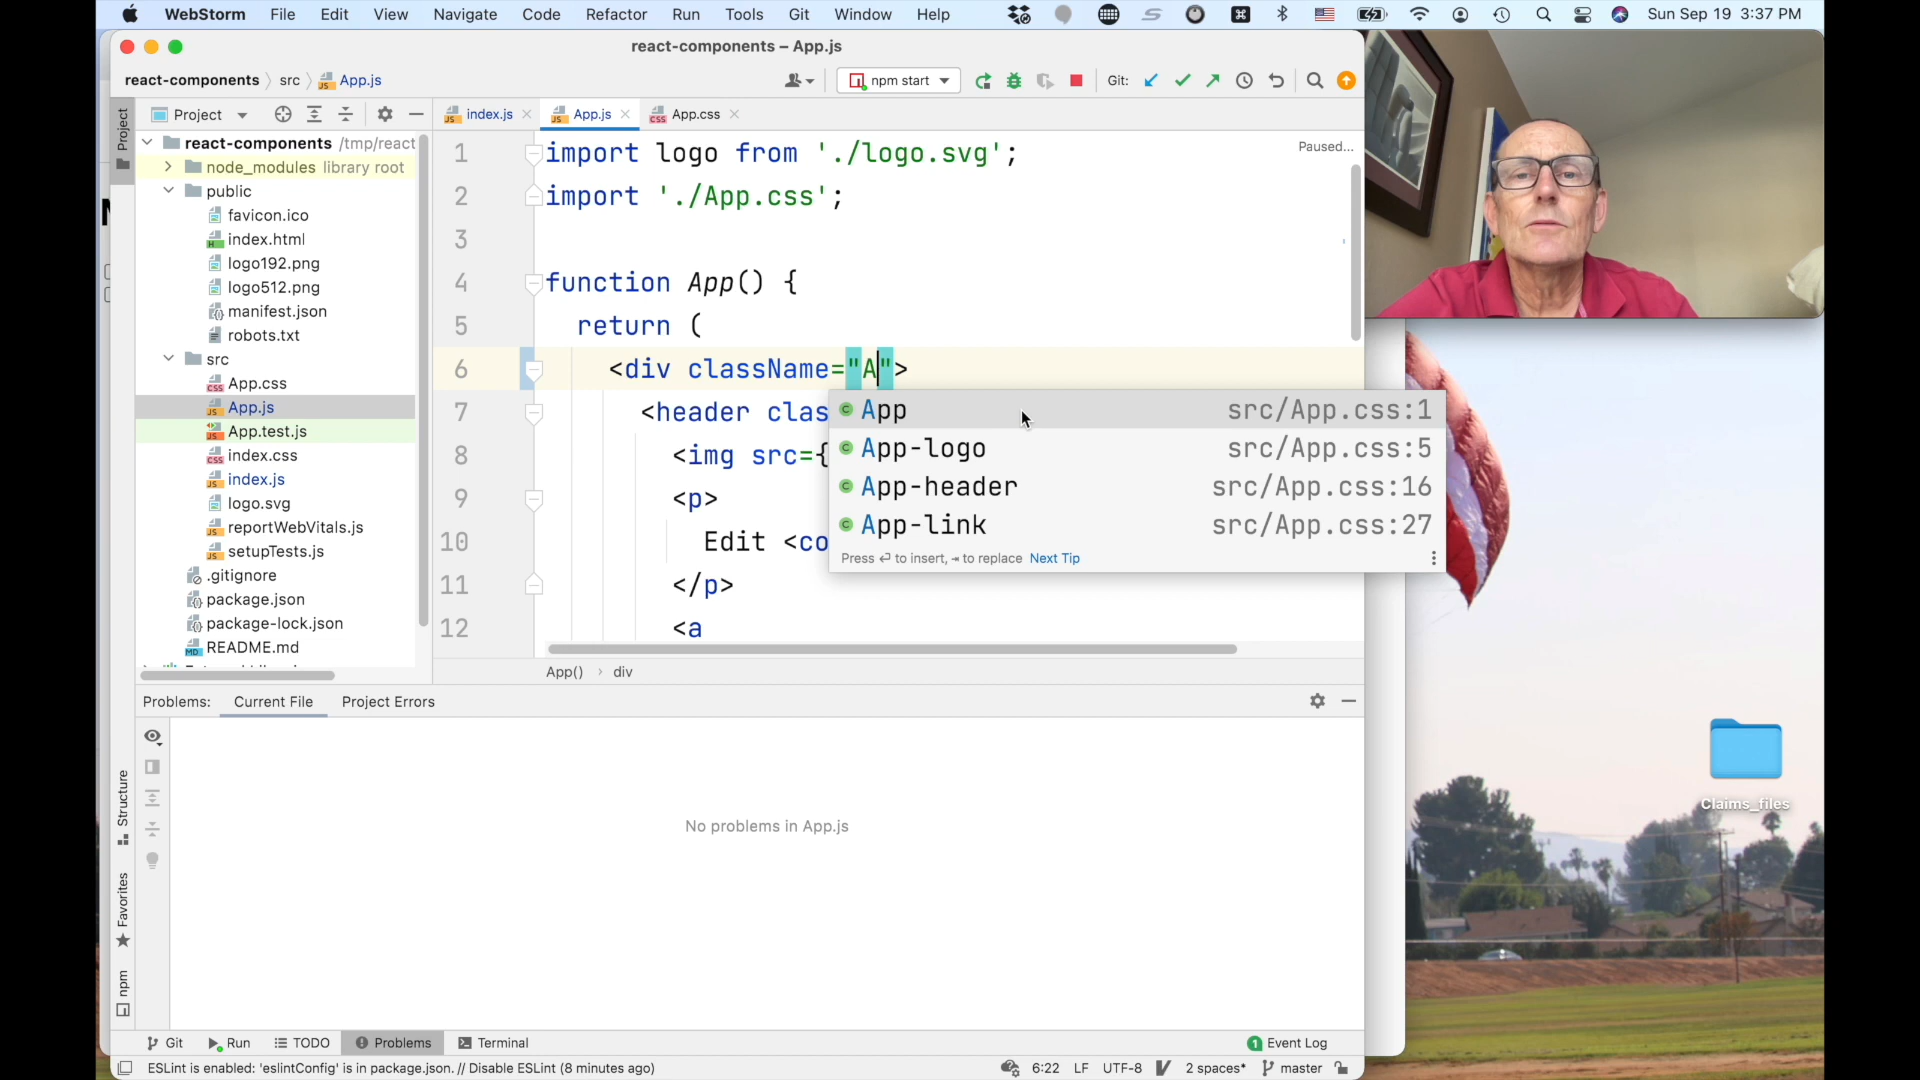 WebStorm File Edit View Navigate Code Refactor Run Tools Git Window Help Sun Sep 19 3:37 PM
react-components – App.js
react-components src App.js npm start Git:
Project index.js App.js App.css
Project
react-components /tmp/react
node_modules library root
public
favicon.ico
index.html
logo192.png
logo512.png
manifest.json
robots.txt
src
App.css
App.js
App.test.js
index.css
index.js
logo.svg
reportWebVitals.js
setupTests.js
.gitignore
package.json
package-lock.json
README.md
Paused...
1 import logo from './logo.svg';
2 import './App.css';
3
4 function App() {
5 return (
6 <div className="A">
7 <header clas
8 <img src={
9 <p>
10 Edit <co
11 </p>
12 <a
App src/App.css:1
App-logo src/App.css:5
App-header src/App.css:16
App-link src/App.css:27
Press ⏎ to insert, ⇥ to replace Next Tip
App() › div
Problems: Current File Project Errors
No problems in App.js
Structure
Favorites
npm
Claims_files
Git Run TODO Problems Terminal 1 Event Log
ESLint is enabled: 'eslintConfig' is in package.json. // Disable ESLint (8 minutes ago) 6:22 LF UTF-8 2 spaces* master